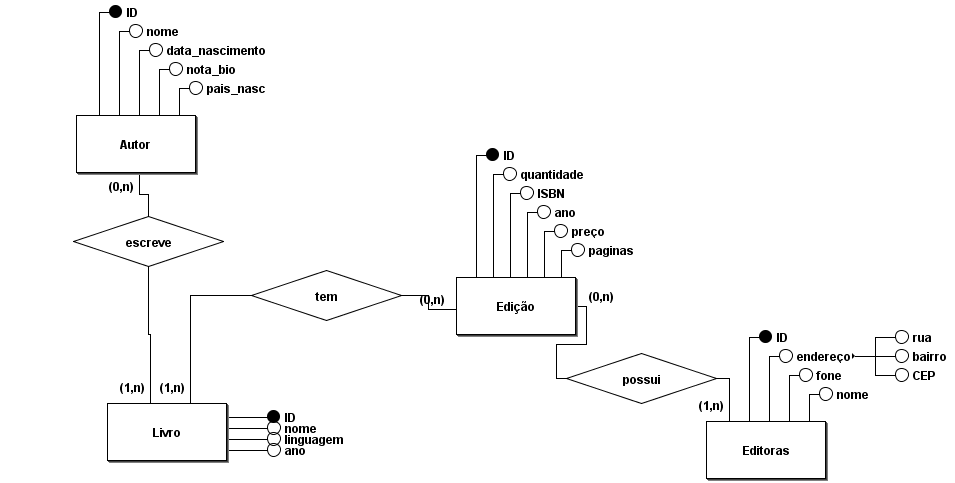 ID
nome
data_nascimento
nota_bio
pais_nasc
Autor
(0,n)
escreve
ID
quantidade
ISBN
ano
preço
paginas
tem
(0,n)
Edição
(0,n)
ID
endereço
rua
bairro
CEP
fone
nome
possui
(1,n)
Editoras
(1,n)
(1,n)
Livro
ID
nome
linguagem
ano